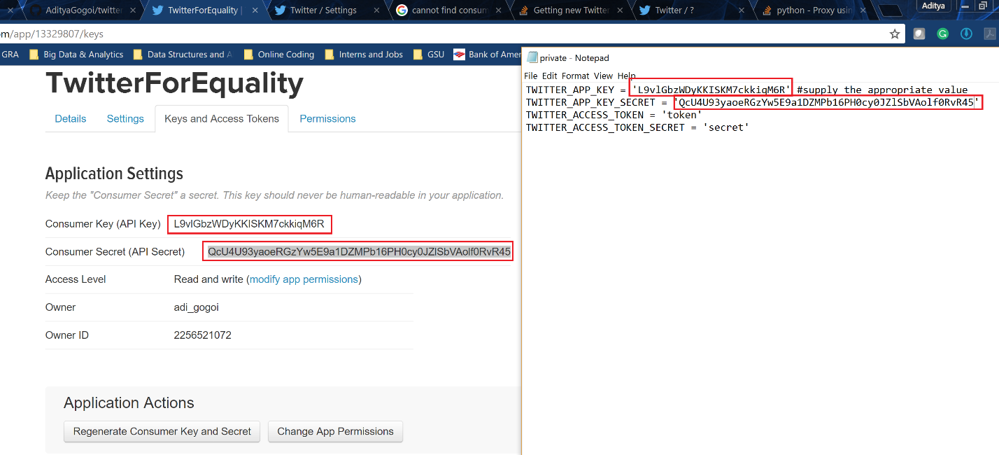 AdityaGogoi/twitter
TwitterForEquality |
Twitter / Settings
cannot find consum
Getting new Twitter
Twitter / ?
python - Proxy usin
Aditya
m/app/13329807/keys
GRA
Big Data & Analytics
Data Structures and A
Online Coding
Interns and Jobs
GSU
Bank of Amer
TwitterForEquality
Details
Settings
Keys and Access Tokens
Permissions
Application Settings
Keep the "Consumer Secret" a secret. This key should never be human-readable in your application.
Consumer Key (API Key) L9vlGbzWDyKKISKM7ckkiqM6R
Consumer Secret (API Secret) QcU4U93yaoeRGzYw5E9a1DZMPb16PH0cy0JZlSbVAolf0RvR45
Access Level Read and write (modify app permissions)
Owner adi_gogoi
Owner ID 2256521072
Application Actions
Regenerate Consumer Key and Secret
Change App Permissions
private - Notepad
File Edit Format View Help
TWITTER_APP_KEY = 'L9vlGbzWDyKKISKM7ckkiqM6R' #supply the appropriate value
TWITTER_APP_KEY_SECRET = 'QcU4U93yaoeRGzYw5E9a1DZMPb16PH0cy0JZlSbVAolf0RvR45'
TWITTER_ACCESS_TOKEN = 'token'
TWITTER_ACCESS_TOKEN_SECRET = 'secret'